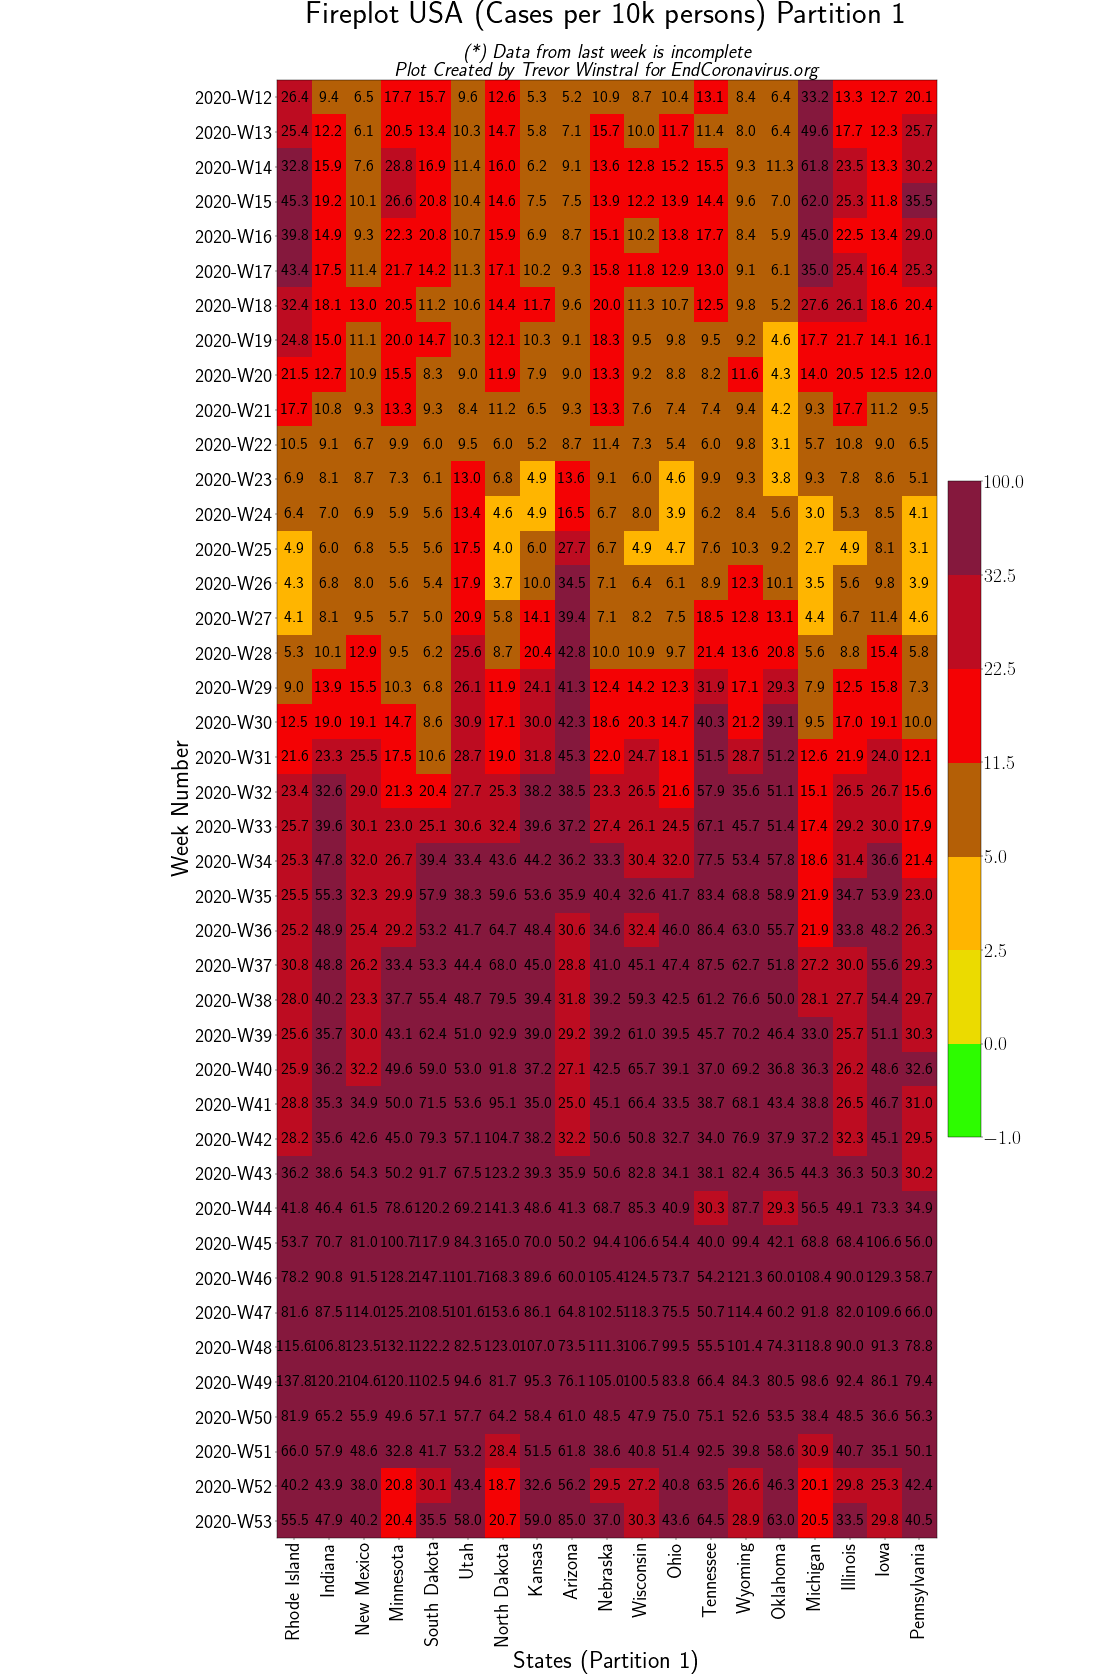 Fireplot USA (Cases per 10k persons) Partition 1
(*) Data from last week is incomplete
Plot Created by Trevor Winstral for EndCoronavirus.org
2020-W12 26.4 9.4 6.5 17.7 15.7 9.6 12.6 5.3 5.2 10.9 8.7 10.4 13.1 8.4 6.4 33.2 13.3 12.7 20.1
2020-W13 25.4 12.2 6.1 20.5 13.4 10.3 14.7 5.8 7.1 15.7 10.0 11.7 11.4 8.0 6.4 49.6 17.7 12.3 25.7
2020-W14 32.8 15.9 7.6 28.8 16.9 11.4 16.0 6.2 9.1 13.6 12.8 15.2 15.5 9.3 11.3 61.8 23.5 13.3 30.2
2020-W15 45.3 19.2 10.1 26.6 20.8 10.4 14.6 7.5 7.5 13.9 12.2 13.9 14.4 9.6 7.0 62.0 25.3 11.8 35.5
2020-W16 39.8 14.9 9.3 22.3 20.8 10.7 15.9 6.9 8.7 15.1 10.2 13.8 17.7 8.4 5.9 45.0 22.5 13.4 29.0
2020-W17 43.4 17.5 11.4 21.7 14.2 11.3 17.1 10.2 9.3 15.8 11.8 12.9 13.0 9.1 6.1 35.0 25.4 16.4 25.3
2020-W18 32.4 18.1 13.0 20.5 11.2 10.6 14.4 11.7 9.6 20.0 11.3 10.7 12.5 9.8 5.2 27.6 26.1 18.6 20.4
2020-W19 24.8 15.0 11.1 20.0 14.7 10.3 12.1 10.3 9.1 18.3 9.5 9.8 9.5 9.2 4.6 17.7 21.7 14.1 16.1
2020-W20 21.5 12.7 10.9 15.5 8.3 9.0 11.9 7.9 9.0 13.3 9.2 8.8 8.2 11.6 4.3 14.0 20.5 12.5 12.0
2020-W21 17.7 10.8 9.3 13.3 9.3 8.4 11.2 6.5 9.3 13.3 7.6 7.4 7.4 9.4 4.2 9.3 17.7 11.2 9.5
2020-W22 10.5 9.1 6.7 9.9 6.0 9.5 6.0 5.2 8.7 11.4 7.3 5.4 6.0 9.8 3.1 5.7 10.8 9.0 6.5
2020-W23 6.9 8.1 8.7 7.3 6.1 13.0 6.8 4.9 13.6 9.1 6.0 4.6 9.9 9.3 3.8 9.3 7.8 8.6 5.1
2020-W24 6.4 7.0 6.9 5.9 5.6 13.4 4.6 4.9 16.5 6.7 8.0 3.9 6.2 8.4 5.6 3.0 5.3 8.5 4.1
2020-W25 4.9 6.0 6.8 5.5 5.6 17.5 4.0 6.0 27.7 6.7 4.9 4.7 7.6 10.3 9.2 2.7 4.9 8.1 3.1
2020-W26 4.3 6.8 8.0 5.6 5.4 17.9 3.7 10.0 34.5 7.1 6.4 6.1 8.9 12.3 10.1 3.5 5.6 9.8 3.9
2020-W27 4.1 8.1 9.5 5.7 5.0 20.9 5.8 14.1 39.4 7.1 8.2 7.5 18.5 12.8 13.1 4.4 6.7 11.4 4.6
2020-W28 5.3 10.1 12.9 9.5 6.2 25.6 8.7 20.4 42.8 10.0 10.9 9.7 21.4 13.6 20.8 5.6 8.8 15.4 5.8
2020-W29 9.0 13.9 15.5 10.3 6.8 26.1 11.9 24.1 41.3 12.4 14.2 12.3 31.9 17.1 29.3 7.9 12.5 15.8 7.3
2020-W30 12.5 19.0 19.1 14.7 8.6 30.9 17.1 30.0 42.3 18.6 20.3 14.7 40.3 21.2 39.1 9.5 17.0 19.1 10.0
2020-W31 21.6 23.3 25.5 17.5 10.6 28.7 19.0 31.8 45.3 22.0 24.7 18.1 51.5 28.7 51.2 12.6 21.9 24.0 12.1
2020-W32 23.4 32.6 29.0 21.3 20.4 27.7 25.3 38.2 38.5 23.3 26.5 21.6 57.9 35.6 51.1 15.1 26.5 26.7 15.6
2020-W33 25.7 39.6 30.1 23.0 25.1 30.6 32.4 39.6 37.2 27.4 26.1 24.5 67.1 45.7 51.4 17.4 29.2 30.0 17.9
2020-W34 25.3 47.8 32.0 26.7 39.4 33.4 43.6 44.2 36.2 33.3 30.4 32.0 77.5 53.4 57.8 18.6 31.4 36.6 21.4
2020-W35 25.5 55.3 32.3 29.9 57.9 38.3 59.6 53.6 35.9 40.4 32.6 41.7 83.4 68.8 58.9 21.9 34.7 53.9 23.0
2020-W36 25.2 48.9 25.4 29.2 53.2 41.7 64.7 48.4 30.6 34.6 32.4 46.0 86.4 63.0 55.7 21.9 33.8 48.2 26.3
2020-W37 30.8 48.8 26.2 33.4 53.3 44.4 68.0 45.0 28.8 41.0 45.1 47.4 87.5 62.7 51.8 27.2 30.0 55.6 29.3
2020-W38 28.0 40.2 23.3 37.7 55.4 48.7 79.5 39.4 31.8 39.2 59.3 42.5 61.2 76.6 50.0 28.1 27.7 54.4 29.7
2020-W39 25.6 35.7 30.0 43.1 62.4 51.0 92.9 39.0 29.2 39.2 61.0 39.5 45.7 70.2 46.4 33.0 25.7 51.1 30.3
2020-W40 25.9 36.2 32.2 49.6 59.0 53.0 91.8 37.2 27.1 42.5 65.7 39.1 37.0 69.2 36.8 36.3 26.2 48.6 32.6
2020-W41 28.8 35.3 34.9 50.0 71.5 53.6 95.1 35.0 25.0 45.1 66.4 33.5 38.7 68.1 43.4 38.8 26.5 46.7 31.0
2020-W42 28.2 35.6 42.6 45.0 79.3 57.1 104.7 38.2 32.2 50.6 50.8 32.7 34.0 76.9 37.9 37.2 32.3 45.1 29.5
2020-W43 36.2 38.6 54.3 50.2 91.7 67.5 123.2 39.3 35.9 50.6 82.8 34.1 38.1 82.4 36.5 44.3 36.3 50.3 30.2
2020-W44 41.8 46.4 61.5 78.6 120.2 69.2 141.3 48.6 41.3 68.7 85.3 40.9 30.3 87.7 29.3 56.5 49.1 73.3 34.9
2020-W45 53.7 70.7 81.0 100.7 117.9 84.3 165.0 70.0 50.2 94.4 106.6 54.4 40.0 99.4 42.1 68.8 68.4 106.6 56.0
2020-W46 78.2 90.8 91.5 128.2 147.1 101.7 168.3 89.6 60.0 105.4 124.5 73.7 54.2 121.3 60.0 108.4 90.0 129.3 58.7
2020-W47 81.6 87.5 114.0 125.2 108.5 101.6 153.6 86.1 64.8 102.5 118.3 75.5 50.7 114.4 60.2 91.8 82.0 109.6 66.0
2020-W48 115.6 106.8 123.5 132.1 122.2 82.5 123.0 107.0 73.5 111.3 106.7 99.5 55.5 101.4 74.3 118.8 90.0 91.3 78.8
2020-W49 137.8 120.2 104.6 120.1 102.5 94.6 81.7 95.3 76.1 105.0 100.5 83.8 66.4 84.3 80.5 98.6 92.4 86.1 79.4
2020-W50 81.9 65.2 55.9 49.6 57.1 57.7 64.2 58.4 61.0 48.5 47.9 75.0 75.1 52.6 53.5 38.4 48.5 36.6 56.3
2020-W51 66.0 57.9 48.6 32.8 41.7 53.2 28.4 51.5 61.8 38.6 40.8 51.4 92.5 39.8 58.6 30.9 40.7 35.1 50.1
2020-W52 40.2 43.9 38.0 20.8 30.1 43.4 18.7 32.6 56.2 29.5 27.2 40.8 63.5 26.6 46.3 20.1 29.8 25.3 42.4
2020-W53 55.5 47.9 40.2 20.4 35.5 58.0 20.7 59.0 85.0 37.0 30.3 43.6 64.5 28.9 63.0 20.5 33.5 29.8 40.5
Week Number
Rhode Island
Indiana
New Mexico
Minnesota
South Dakota
Utah
North Dakota
Kansas
Arizona
Nebraska
Wisconsin
Ohio
Tennessee
Wyoming
Oklahoma
Michigan
Illinois
Iowa
Pennsylvania
States (Partition 1)
100.0
32.5
22.5
11.5
5.0
2.5
0.0
−1.0